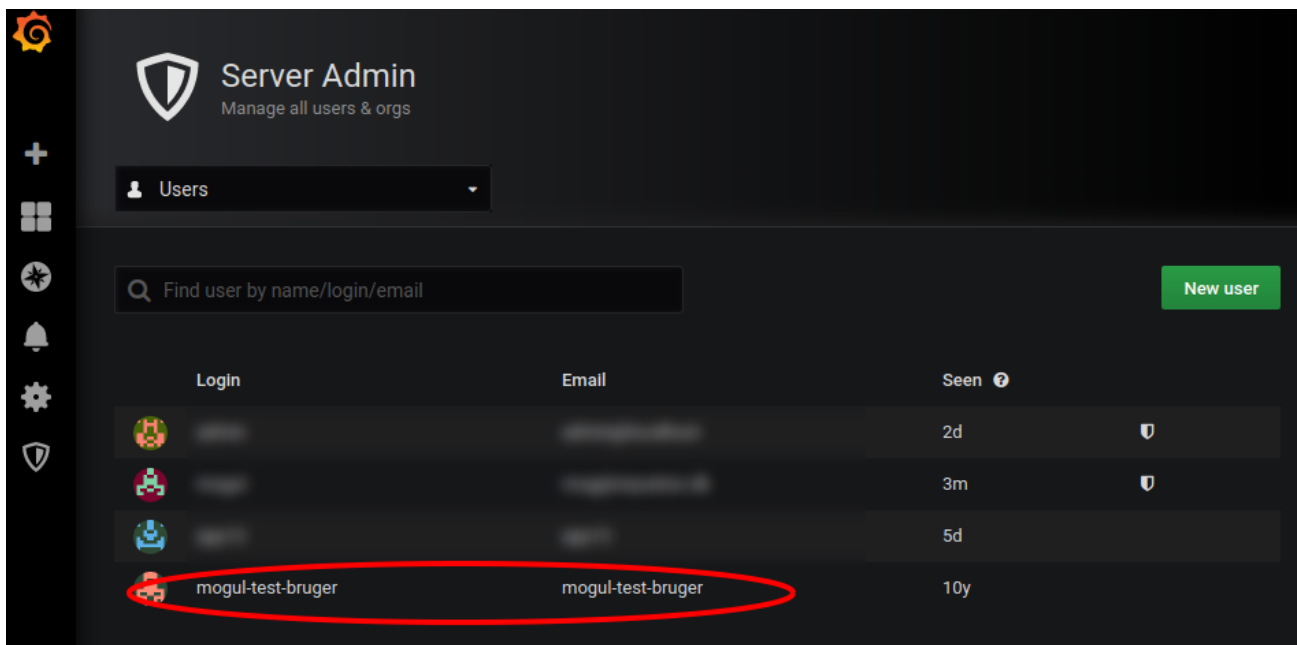 Server Admin
Manage all users & orgs
Users
Find user by name/login/email
New user
Login Email Seen
2d
3m
5d
mogul-test-bruger mogul-test-bruger 10y